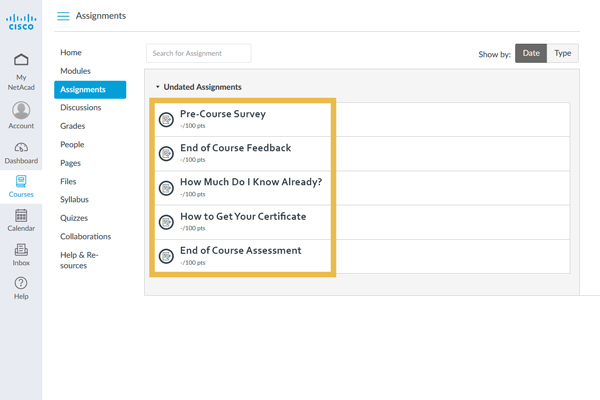 CISCO
My
NetAcad
Account
Dashboard
Courses
Calendar
Inbox
Help
Assignments
Home
Modules
Assignments
Discussions
Grades
People
Pages
Files
Syllabus
Quizzes
Collaborations
Help & Re-
sources
Search for Assignment
Show by: Date Type
Undated Assignments
Pre-Course Survey
-/100 pts
End of Course Feedback
-/100 pts
How Much Do I Know Already?
-/100 pts
How to Get Your Certificate
-/100 pts
End of Course Assessment
-/100 pts